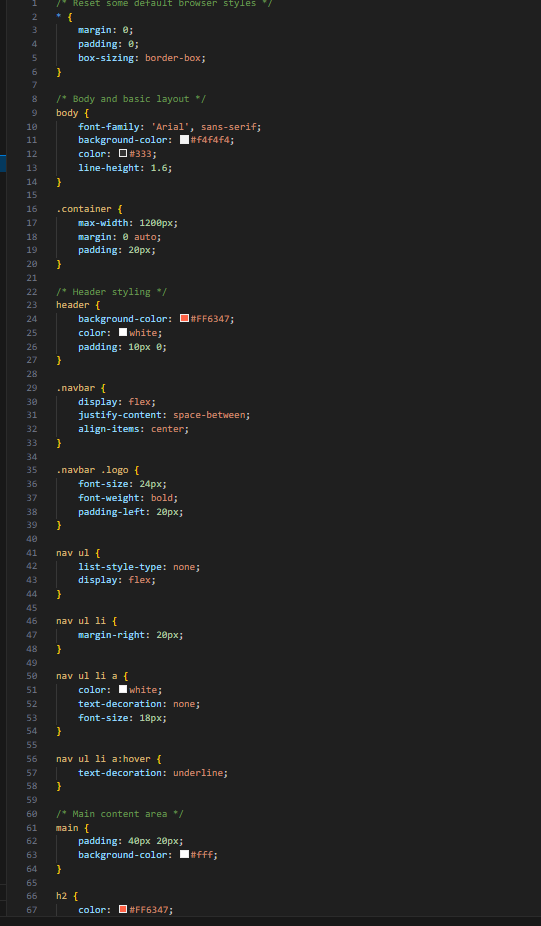 1 /* Reset some default browser styles */
2 * {
3     margin: 0;
4     padding: 0;
5     box-sizing: border-box;
6 }
7
8 /* Body and basic layout */
9 body {
10     font-family: 'Arial', sans-serif;
11     background-color: #f4f4f4;
12     color: #333;
13     line-height: 1.6;
14 }
15
16 .container {
17     max-width: 1200px;
18     margin: 0 auto;
19     padding: 20px;
20 }
21
22 /* Header styling */
23 header {
24     background-color: #FF6347;
25     color: white;
26     padding: 10px 0;
27 }
28
29 .navbar {
30     display: flex;
31     justify-content: space-between;
32     align-items: center;
33 }
34
35 .navbar .logo {
36     font-size: 24px;
37     font-weight: bold;
38     padding-left: 20px;
39 }
40
41 nav ul {
42     list-style-type: none;
43     display: flex;
44 }
45
46 nav ul li {
47     margin-right: 20px;
48 }
49
50 nav ul li a {
51     color: white;
52     text-decoration: none;
53     font-size: 18px;
54 }
55
56 nav ul li a:hover {
57     text-decoration: underline;
58 }
59
60 /* Main content area */
61 main {
62     padding: 40px 20px;
63     background-color: #fff;
64 }
65
66 h2 {
67     color: #FF6347;